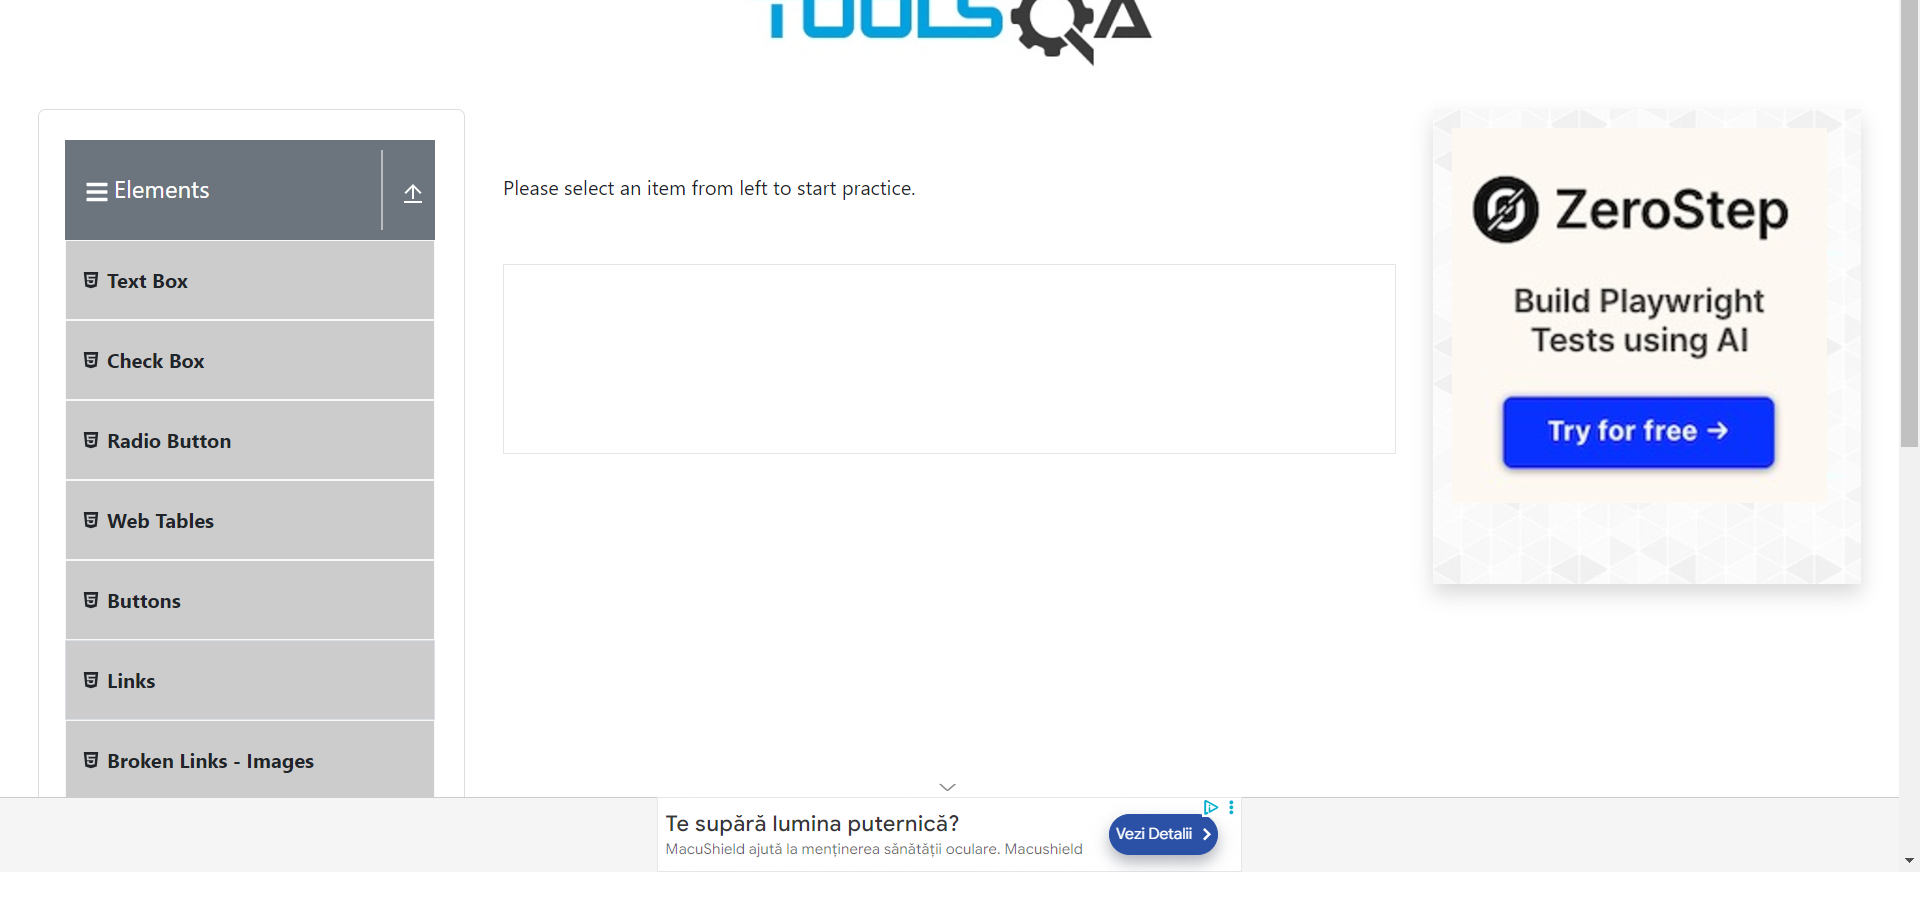 TOOLSQA
Elements
Text Box
Check Box
Radio Button
Web Tables
Buttons
Links
Broken Links - Images
Please select an item from left to start practice.
ZeroStep
Build Playwright
Tests using AI
Try for free →
Te supără lumina puternică?
MacuShield ajută la menținerea sănătății oculare. Macushield
Vezi Detalii